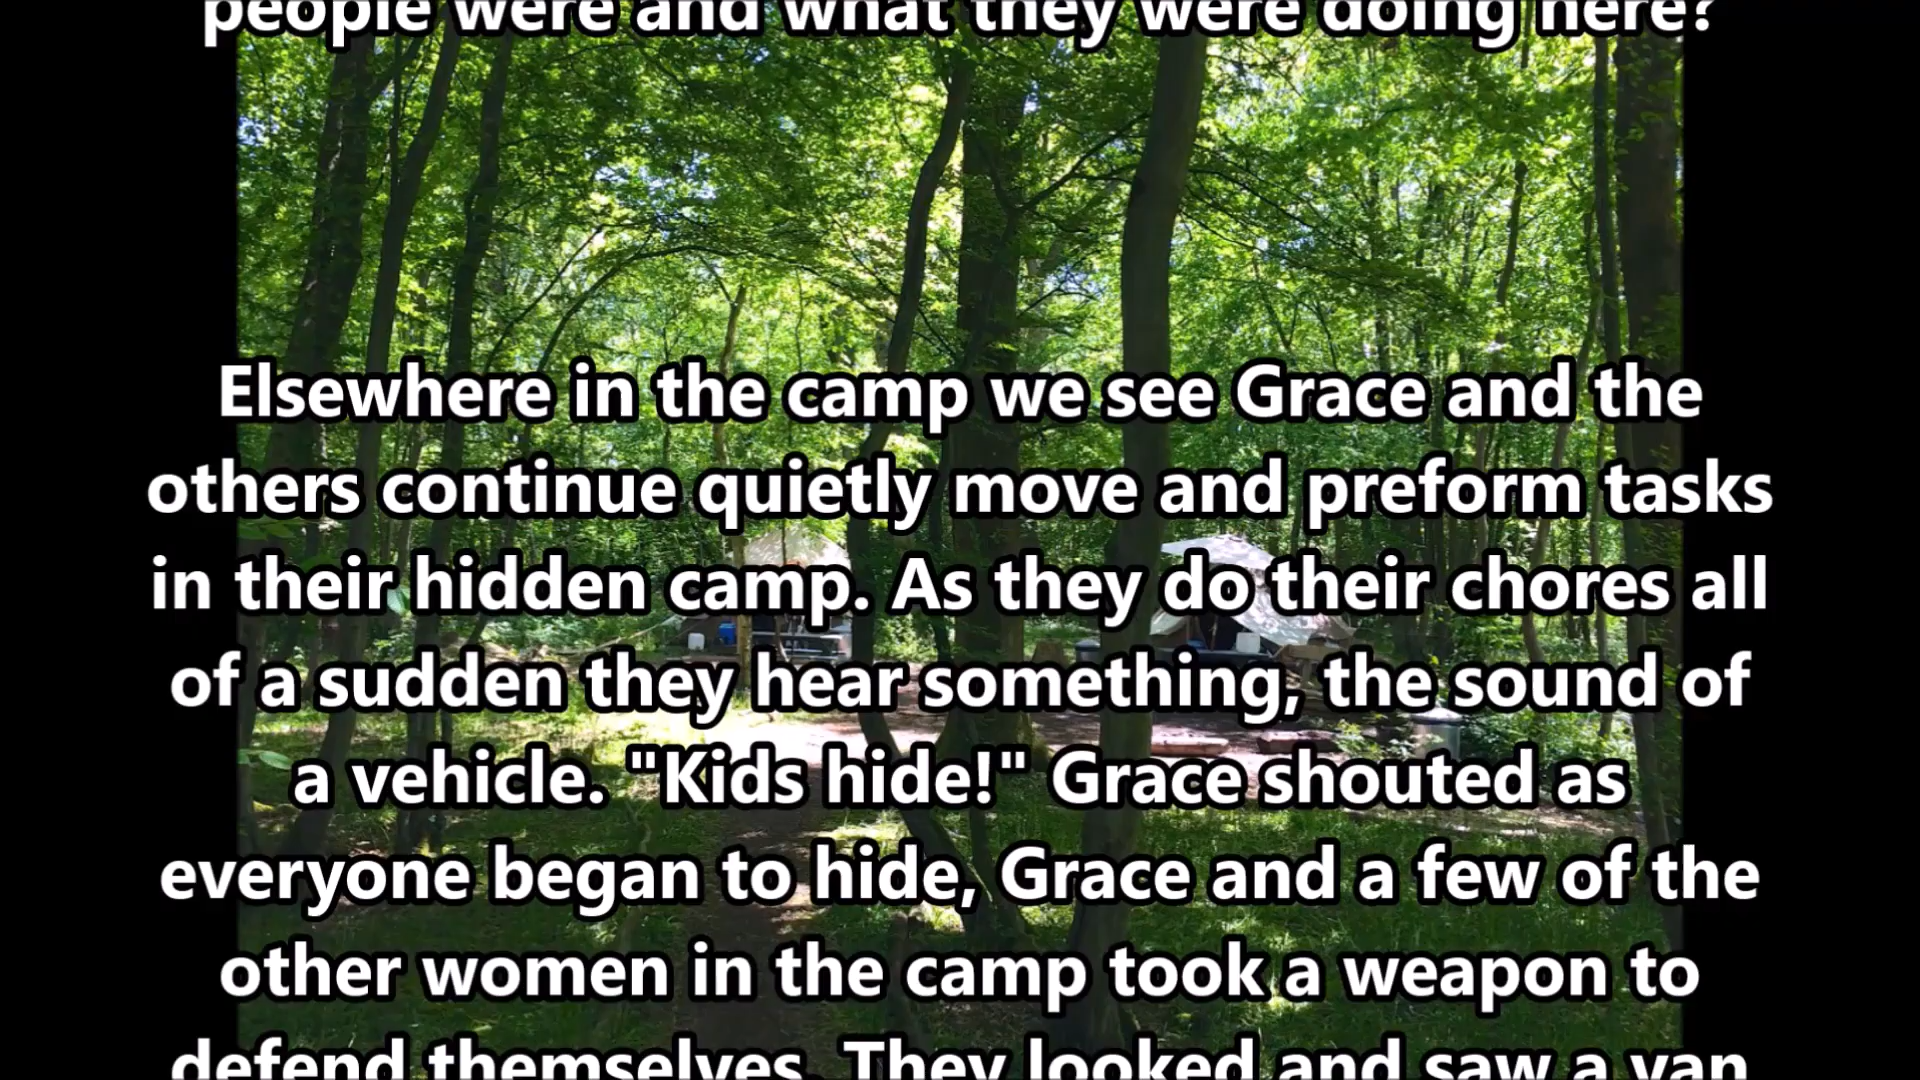 people were and what they were doing here?
Elsewhere in the camp we see Grace and the
others continue quietly move and preform tasks
in their hidden camp. As they do their chores all
of a sudden they hear something, the sound of
a vehicle. "Kids hide!" Grace shouted as
everyone began to hide, Grace and a few of the
other women in the camp took a weapon to
defend themselves. They looked and saw a van